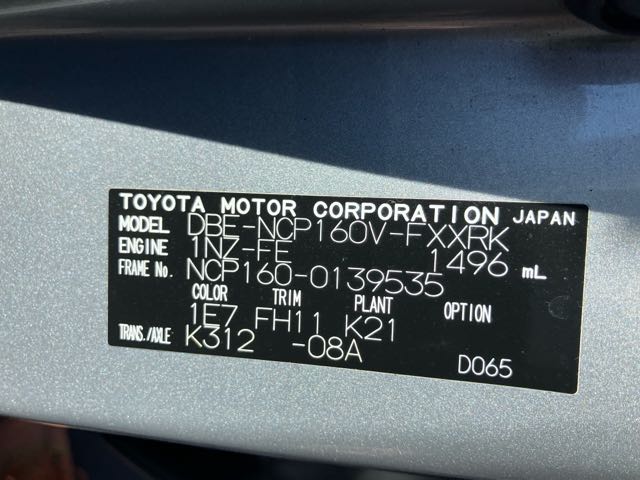 TOYOTA MOTOR CORPORATION JAPAN
MODEL DBE-NCP160V-FXXRK
ENGINE 1NZ-FE 1496 mL
FRAME No. NCP160-0139535
COLOR TRIM PLANT OPTION
1E7 FH11 K21
TRANS./AXLE K312 -08A
D065